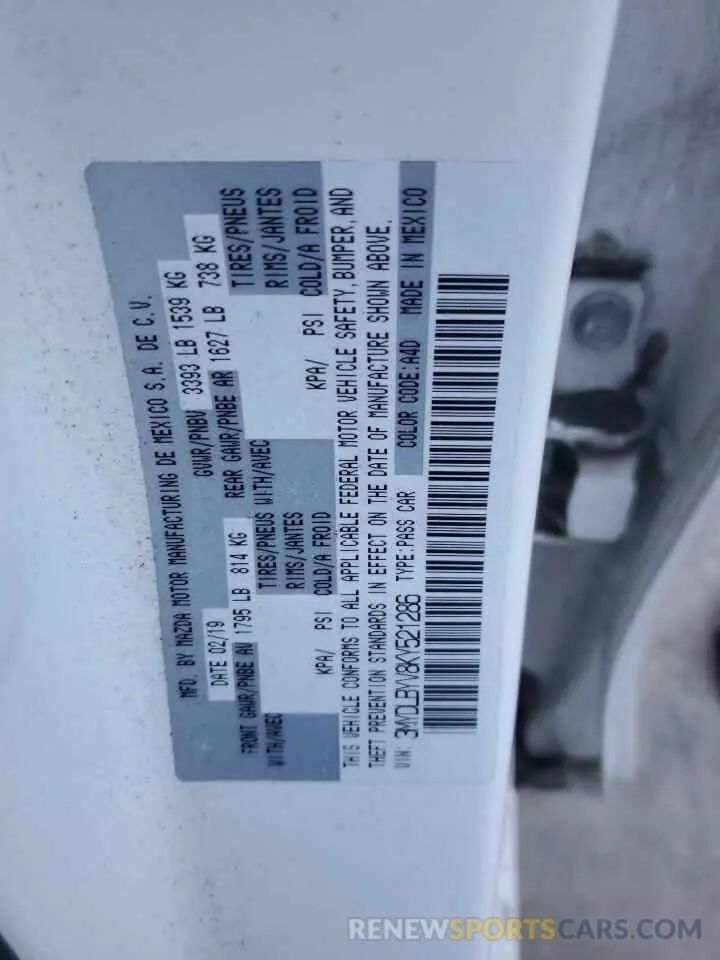 MFD. BY MAZDA MOTOR MANUFACTURING DE MEXICO S.A. DE C.V.
DATE 02/19 GVWR/PNBV 3393 LB 1539 KG
FRONT GAWR/PNBE AV 1795 LB 814 KG REAR GAWR/PNBE AR 1627 LB 738 KG
WITH/AVEC TIRES/PNEUS WITH/AVEC TIRES/PNEUS
RIMS/JANTES RIMS/JANTES
KPA/ PSI COLD/A FROID KPA/ PSI COLD/A FROID
THIS VEHICLE CONFORMS TO ALL APPLICABLE FEDERAL MOTOR VEHICLE SAFETY, BUMPER, AND
THEFT PREVENTION STANDARDS IN EFFECT ON THE DATE OF MANUFACTURE SHOWN ABOVE.
VIN: 3MYDLBYV8KY521286 TYPE:PASS CAR COLOR CODE:A4D MADE IN MEXICO
RENEWSPORTSCAR.COM